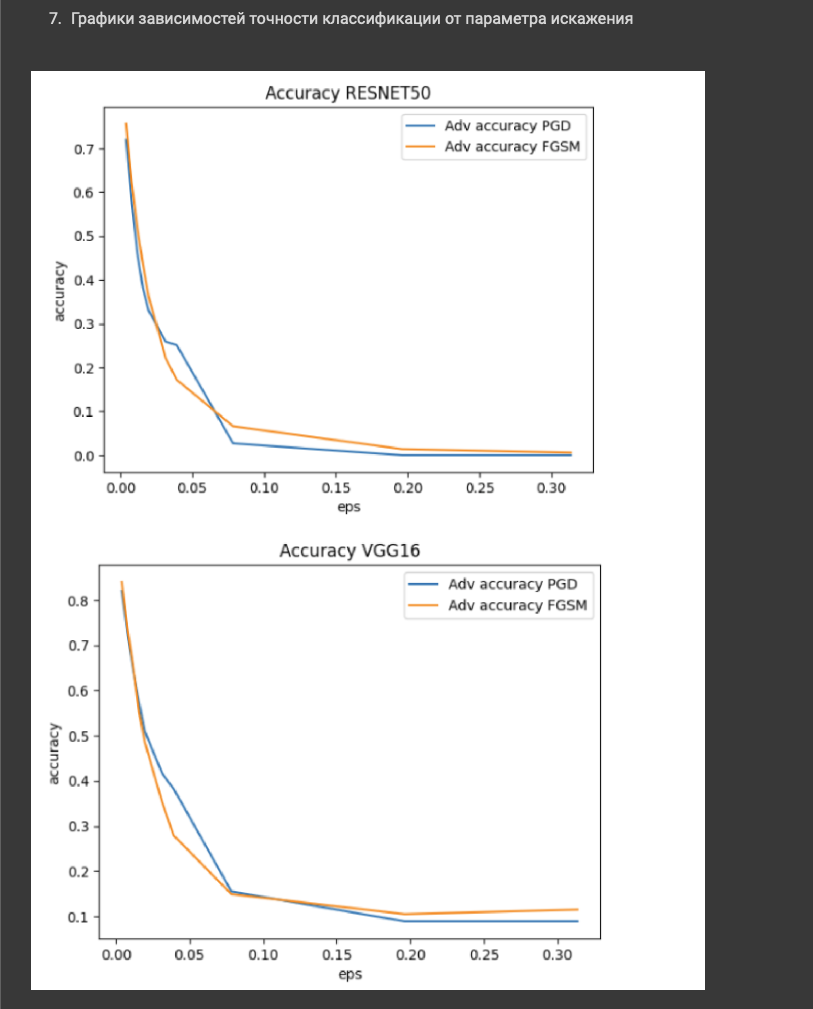 7. Графики зависимостей точности классификации от параметра искажения
Accuracy RESNET50
Adv accuracy PGD
Adv accuracy FGSM
0.7
0.6
0.5
0.4
0.3
0.2
0.1
0.0
accuracy
0.00 0.05 0.10 0.15 0.20 0.25 0.30
eps
Accuracy VGG16
Adv accuracy PGD
Adv accuracy FGSM
0.8
0.7
0.6
0.5
0.4
0.3
0.2
0.1
accuracy
0.00 0.05 0.10 0.15 0.20 0.25 0.30
eps